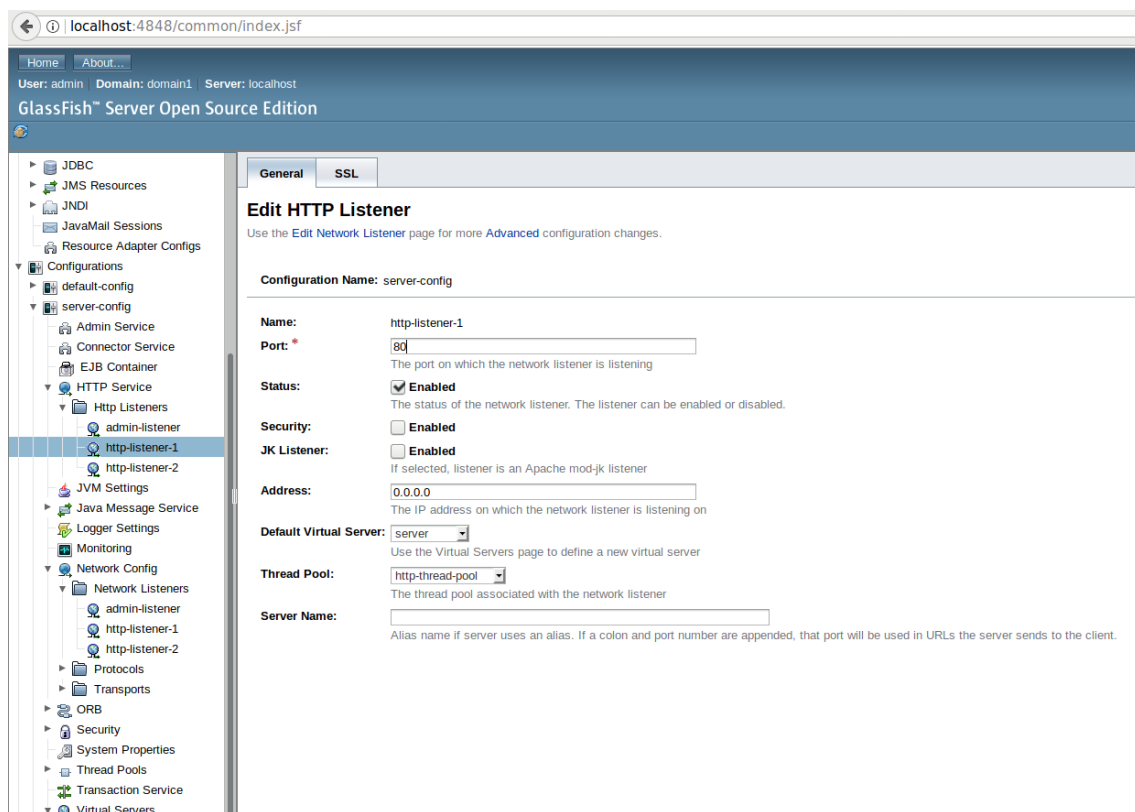 localhost:4848/common/index.jsf
Home About...
User: admin Domain: domain1 Server: localhost
GlassFish™ Server Open Source Edition
JDBC
JMS Resources
JNDI
JavaMail Sessions
Resource Adapter Configs
Configurations
default-config
server-config
Admin Service
Connector Service
EJB Container
HTTP Service
Http Listeners
admin-listener
http-listener-1
http-listener-2
JVM Settings
Java Message Service
Logger Settings
Monitoring
Network Config
Network Listeners
admin-listener
http-listener-1
http-listener-2
Protocols
Transports
ORB
Security
System Properties
Thread Pools
Transaction Service
Virtual Servers
General SSL
Edit HTTP Listener
Use the Edit Network Listener page for more Advanced configuration changes.
Configuration Name: server-config
Name: http-listener-1
Port: * 80
The port on which the network listener is listening
Status: Enabled
The status of the network listener. The listener can be enabled or disabled.
Security: Enabled
JK Listener: Enabled
If selected, listener is an Apache mod-jk listener
Address: 0.0.0.0
The IP address on which the network listener is listening on
Default Virtual Server: server
Use the Virtual Servers page to define a new virtual server
Thread Pool: http-thread-pool
The thread pool associated with the network listener
Server Name:
Alias name if server uses an alias. If a colon and port number are appended, that port will be used in URLs the server sends to the client.